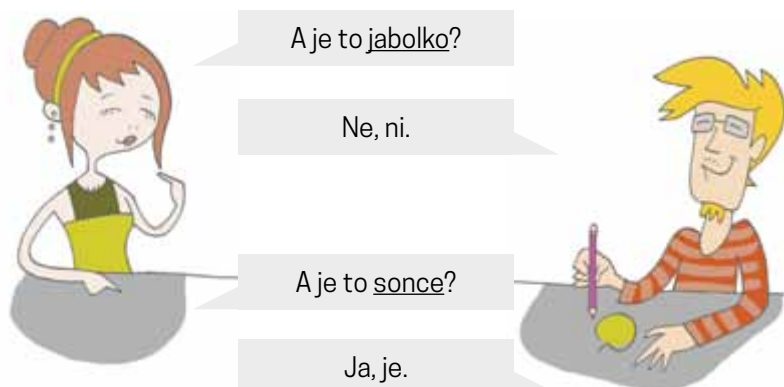 A je to jabolko?
Ne, ni.
A je to sonce?
Ja, je.